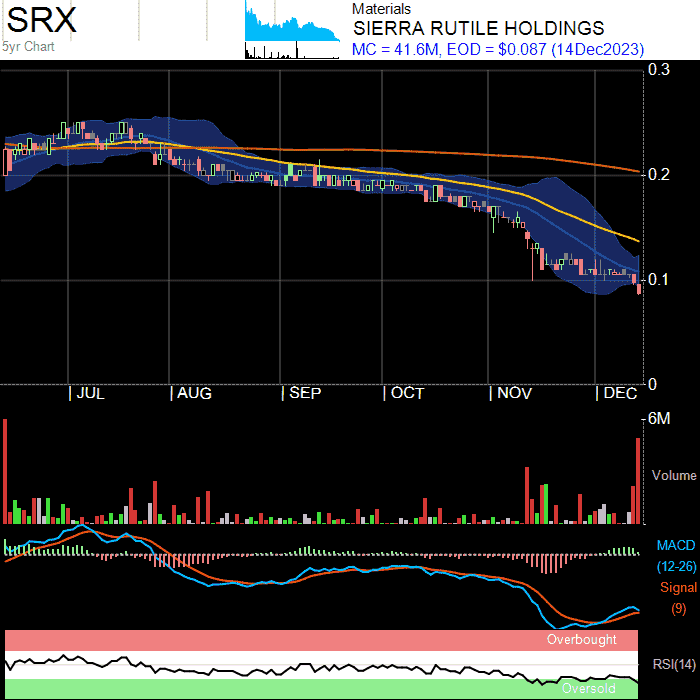 SRX
5yr Chart
Materials
SIERRA RUTILE HOLDINGS
MC = 41.6M, EOD = $0.087 (14Dec2023)
0.3
0.2
0.1
0
| JUL | AUG | SEP | OCT | NOV | DEC
6M
Volume
MACD
(12-26)
Signal
(9)
Overbought
RSI(14)
Oversold